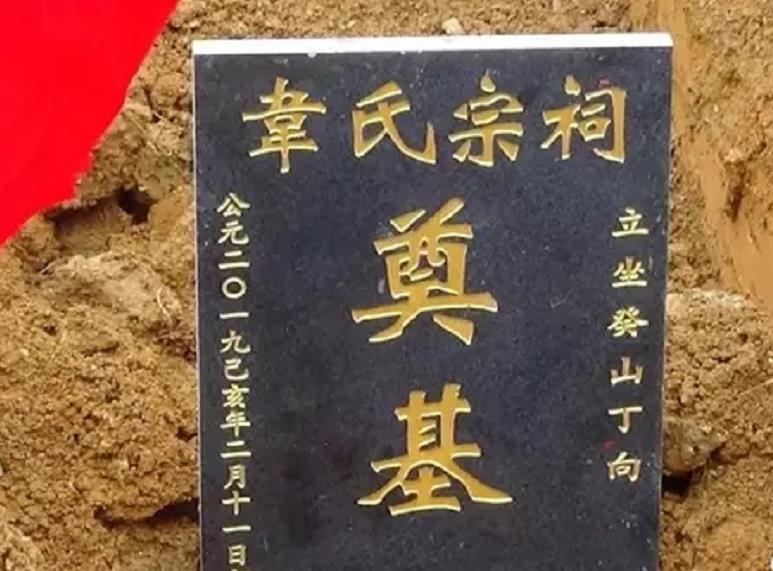 韋氏宗祠
立坐癸山丁向
奠基
公元二〇一九己亥年二月十一日